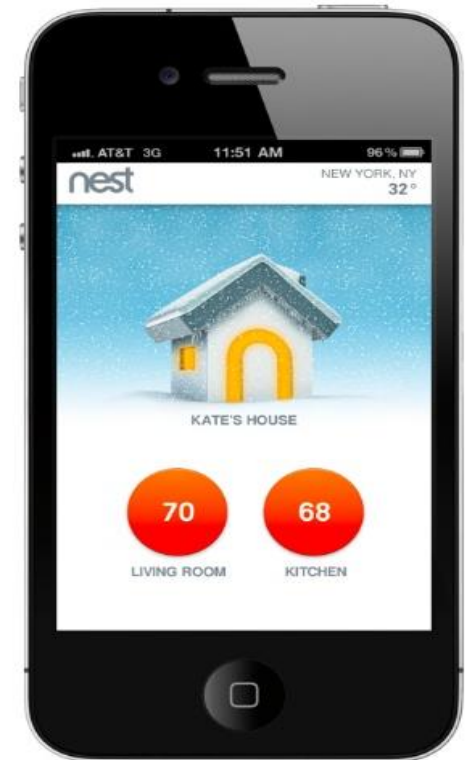 AT&T 3G 11:51 AM 96%
nest NEW YORK, NY
32°
KATE'S HOUSE
70 68
LIVING ROOM KITCHEN